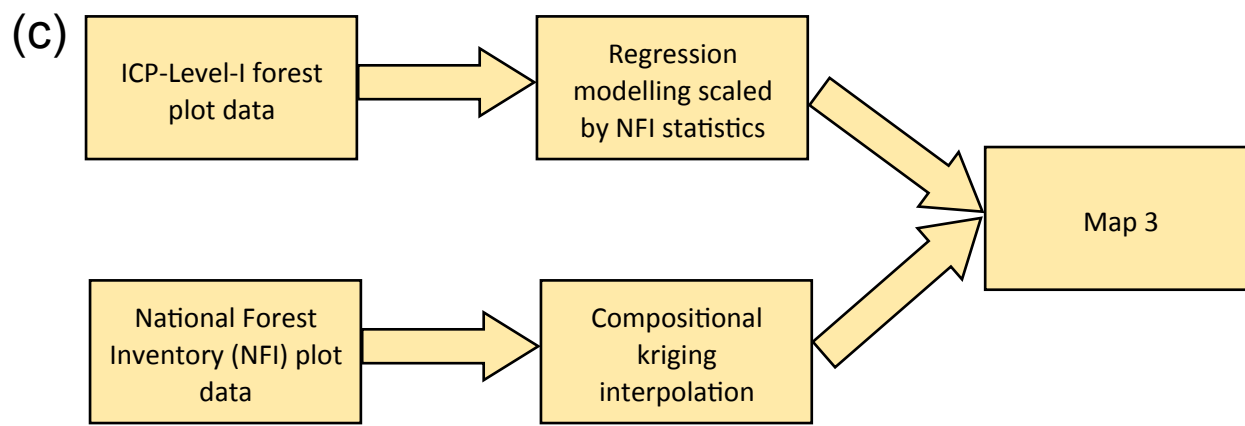 (c)
ICP-Level-I forest
plot data
Regression
modelling scaled
by NFI statistics
Map 3
National Forest
Inventory (NFI) plot
data
Compositional
kriging
interpolation